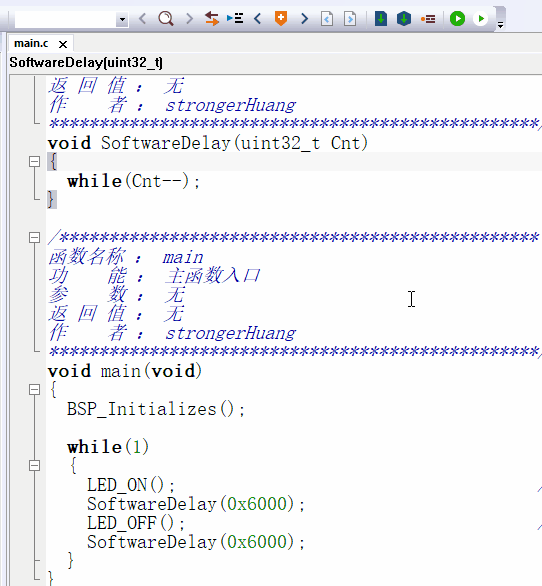 main.c
SoftwareDelay(uint32_t)
返 回 值 ： 无
作    者 ： strongerHuang
************************************************/
void SoftwareDelay(uint32_t Cnt)
{
  while(Cnt--);
}
/************************************************
函数名称 ： main
功    能 ： 主函数入口
参    数 ： 无
返 回 值 ： 无
作    者 ： strongerHuang
************************************************/
void main(void)
{
  BSP_Initializes();
  while(1)
  {
    LED_ON();
    SoftwareDelay(0x6000);
    LED_OFF();
    SoftwareDelay(0x6000);
  }
}